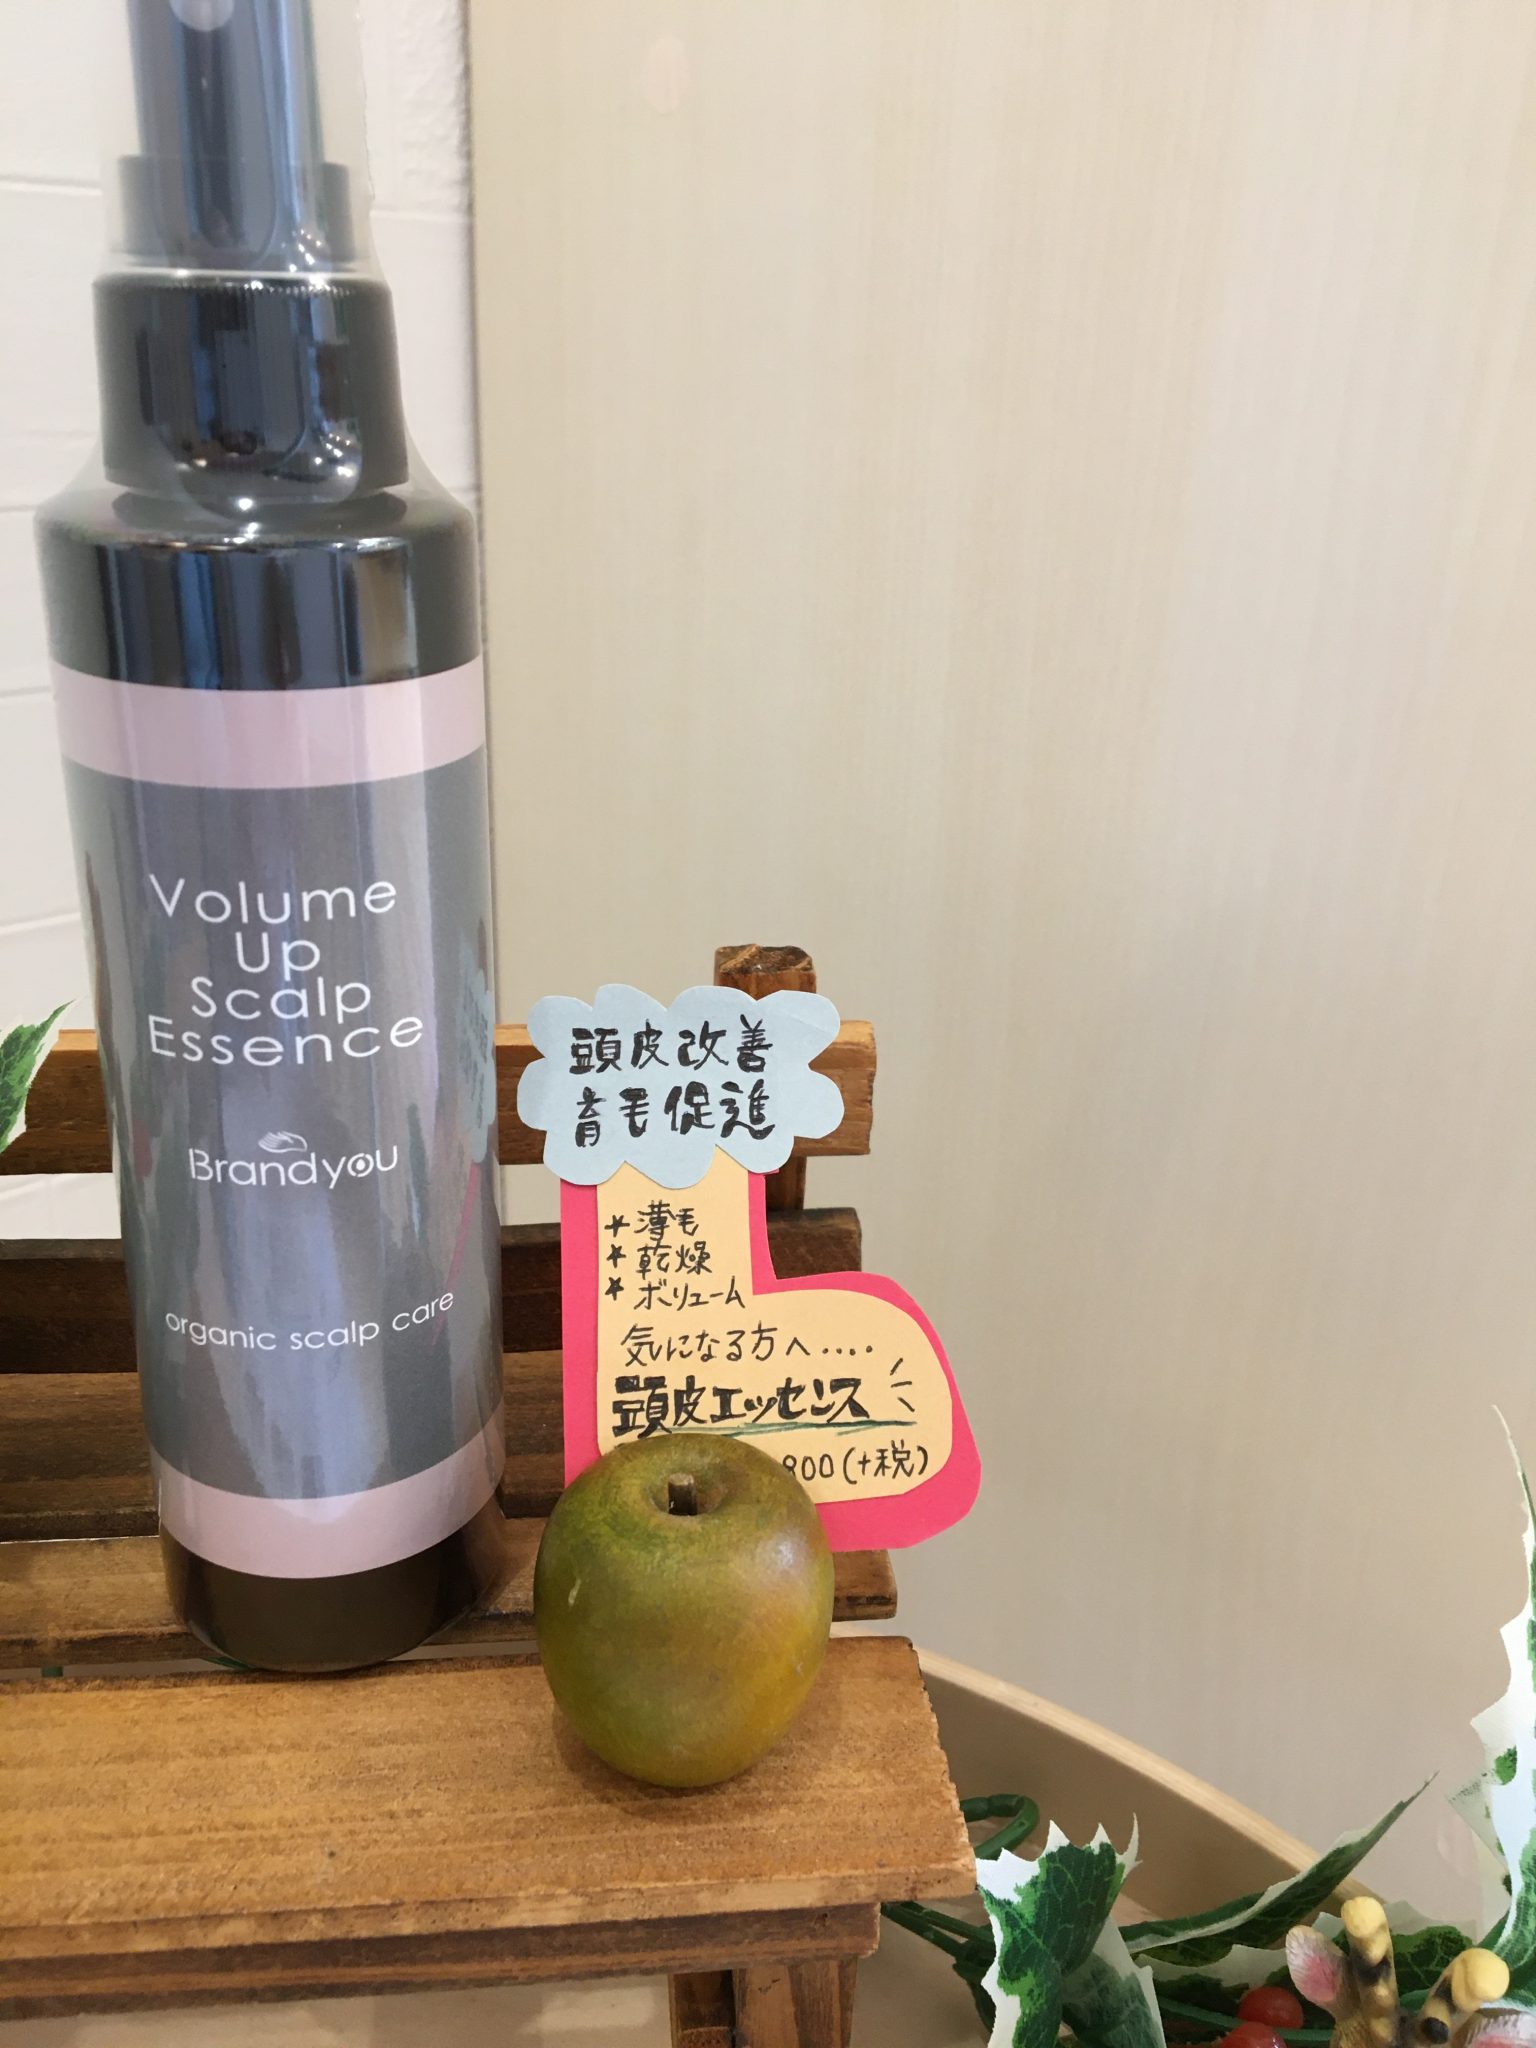 Volume
Up
Scalp
Essence
Brandyou
organic scalp care
頭皮改善
育毛促進
★薄毛
★乾燥
★ボリューム
気になる方へ....
頭皮エッセンス
800(+税)